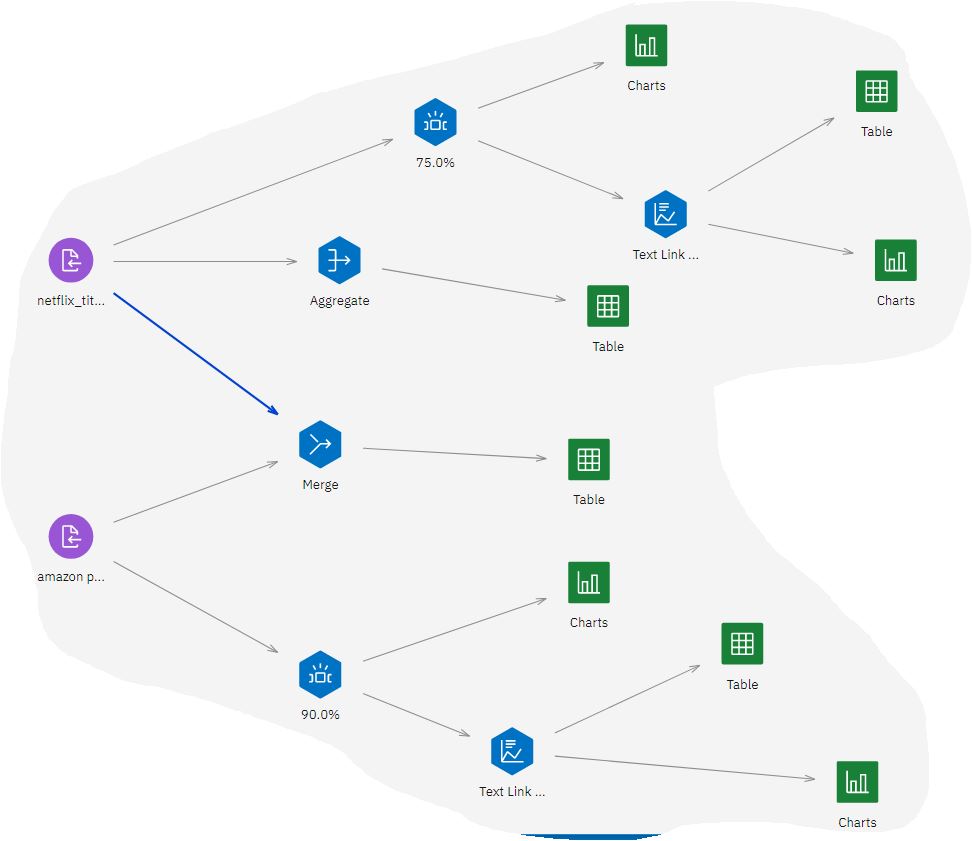 Charts
Table
75.0%
Text Link ...
netflix_tit...
Aggregate
Charts
Table
Merge
Table
amazon p...
Charts
Table
90.0%
Text Link ...
Charts